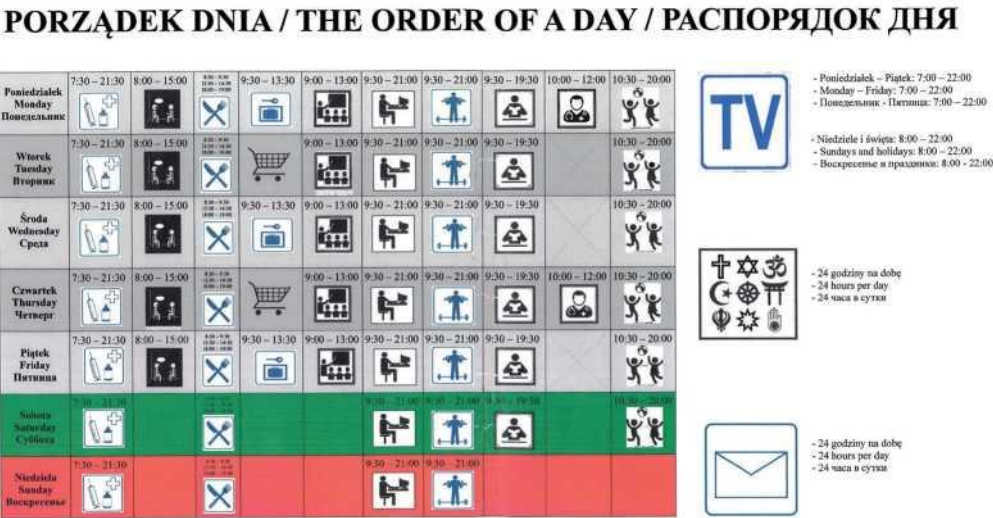 PORZĄDEK DNIA / THE ORDER OF A DAY / РАСПОРЯДОК ДНЯ
Poniedziałek
Monday
Понедельник
7:30 – 21:30 8:00 – 15:00 9:30 – 13:30 9:00 – 13:00 9:30 – 21:00 9:30 – 21:00 9:30 – 19:30 10:00 – 12:00 10:30 – 20:00
Wtorek
Tuesday
Вторник
7:30 – 21:30 8:00 – 15:00 9:00 – 13:00 9:30 – 21:00 9:30 – 21:00 9:30 – 19:30 10:30 – 20:00
Środa
Wednesday
Среда
7:30 – 21:30 8:00 – 15:00 9:30 – 13:30 9:00 – 13:00 9:30 – 21:00 9:30 – 21:00 9:30 – 19:30 10:30 – 20:00
Czwartek
Thursday
Четверг
7:30 – 21:30 8:00 – 15:00 9:00 – 13:00 9:30 – 21:00 9:30 – 21:00 9:30 – 19:30 10:00 – 12:00 10:30 – 20:00
Piątek
Friday
Пятница
7:30 – 21:30 8:00 – 15:00 9:30 – 13:30 9:00 – 13:00 9:30 – 21:00 9:30 – 21:00 9:30 – 19:30 10:30 – 20:00
Sobota
Saturday
Суббота
7:30 – 21:30 9:30 – 21:00 9:30 – 21:00 9:30 – 19:30 10:30 – 20:00
Niedziela
Sunday
Воскресенье
7:30 – 21:30 9:30 – 21:00 9:30 – 21:00
TV
- Poniedziałek – Piątek: 7:00 – 22:00
- Monday – Friday: 7:00 – 22:00
- Понедельник - Пятница: 7:00 – 22:00
- Niedziele i święta: 8:00 – 22:00
- Sundays and holidays: 8:00 – 22:00
- Воскресенье и праздники: 8:00 - 22:00
- 24 godziny na dobę
- 24 hours per day
- 24 часа в сутки
- 24 godziny na dobę
- 24 hours per day
- 24 часа в сутки